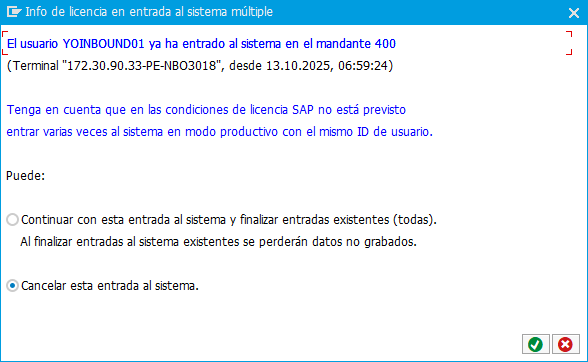 Info de licencia en entrada al sistema múltiple
El usuario YOINBOUND01 ya ha entrado al sistema en el mandante 400
(Terminal "172.30.90.33-PE-NBO3018", desde 13.10.2025, 06:59:24)
Tenga en cuenta que en las condiciones de licencia SAP no está previsto
entrar varias veces al sistema en modo productivo con el mismo ID de usuario.
Puede:
Continuar con esta entrada al sistema y finalizar entradas existentes (todas).
Al finalizar entradas al sistema existentes se perderán datos no grabados.
Cancelar esta entrada al sistema.